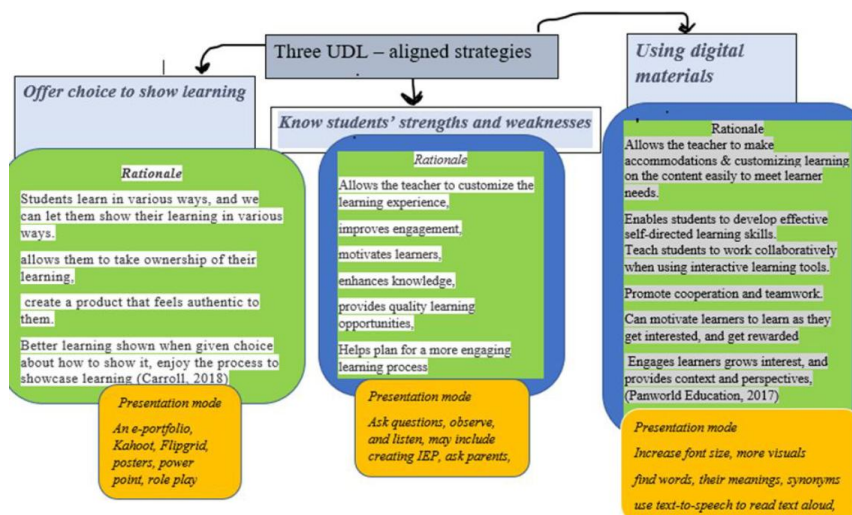 Three UDL – aligned strategies
Offer choice to show learning
Rationale
Students learn in various ways, and we
can let them show their learning in various
ways.
allows them to take ownership of their
learning,
create a product that feels authentic to
them.
Better learning shown when given choice
about how to show it, enjoy the process to
showcase learning (Carroll, 2018)
Presentation mode
An e-portfolio,
Kahoot, Flipgrid,
posters, power
point, role play
Know students’ strengths and weaknesses
Rationale
Allows the teacher to customize the
learning experience,
improves engagement,
motivates learners,
enhances knowledge,
provides quality learning
opportunities,
Helps plan for a more engaging
learning process
Presentation mode
Ask questions, observe,
and listen, may include
creating IEP, ask parents,
Using digital
materials
Rationale
Allows the teacher to make
accommodations & customizing learning
on the content easily to meet learner
needs.
Enables students to develop effective
self-directed learning skills.
Teach students to work collaboratively
when using interactive learning tools.
Promote cooperation and teamwork.
Can motivate learners to learn as they
get interested, and get rewarded
Engages learners grows interest, and
provides context and perspectives,
(Panworld Education, 2017)
Presentation mode
Increase font size, more visuals
find words, their meanings, synonyms
use text-to-speech to read text aloud,